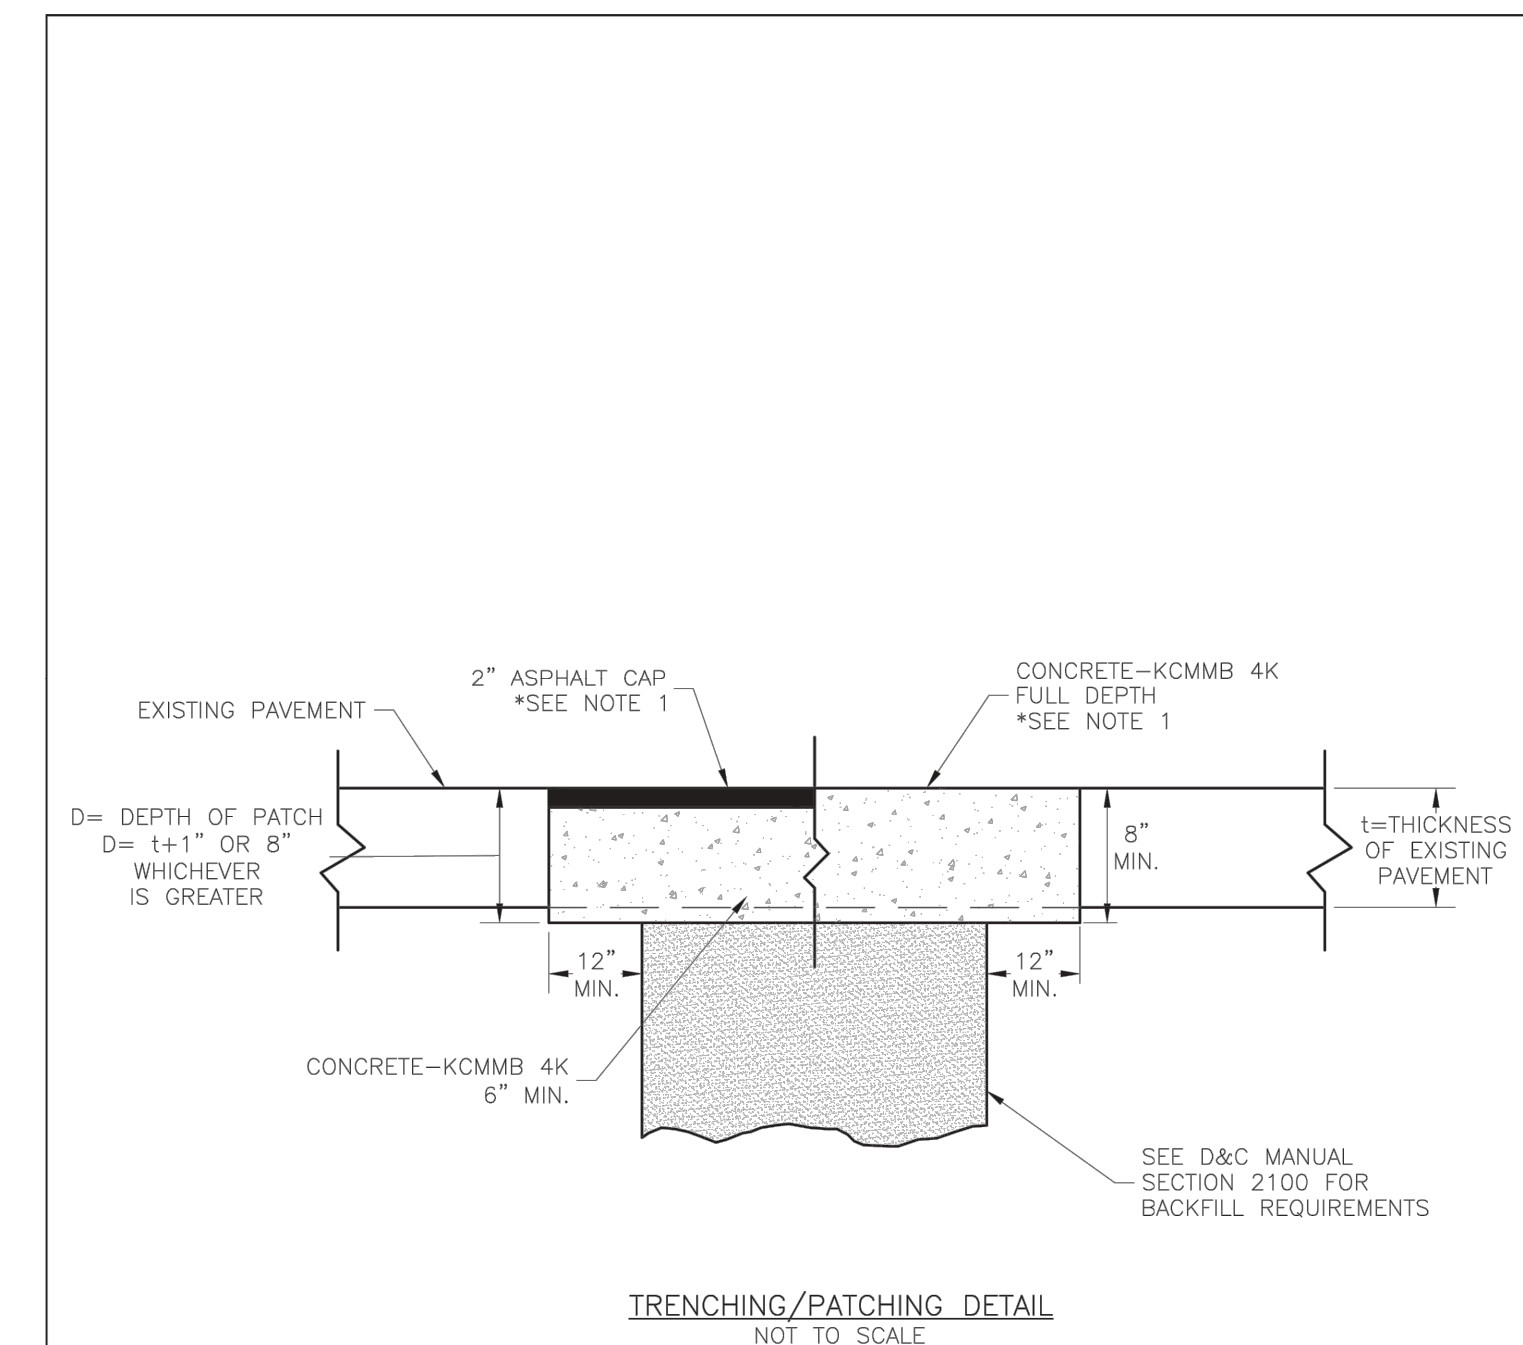 2" ASPHALT CAP
*SEE NOTE 1
CONCRETE-KCMMB 4K
FULL DEPTH
*SEE NOTE 1
EXISTING PAVEMENT
D= DEPTH OF PATCH
D= t+1" OR 8"
WHICHEVER
IS GREATER
8"
MIN.
t=THICKNESS
OF EXISTING
PAVEMENT
12"
MIN.
12"
MIN.
CONCRETE-KCMMB 4K
6" MIN.
SEE D&C MANUAL
SECTION 2100 FOR
BACKFILL REQUIREMENTS
TRENCHING/PATCHING DETAIL
NOT TO SCALE